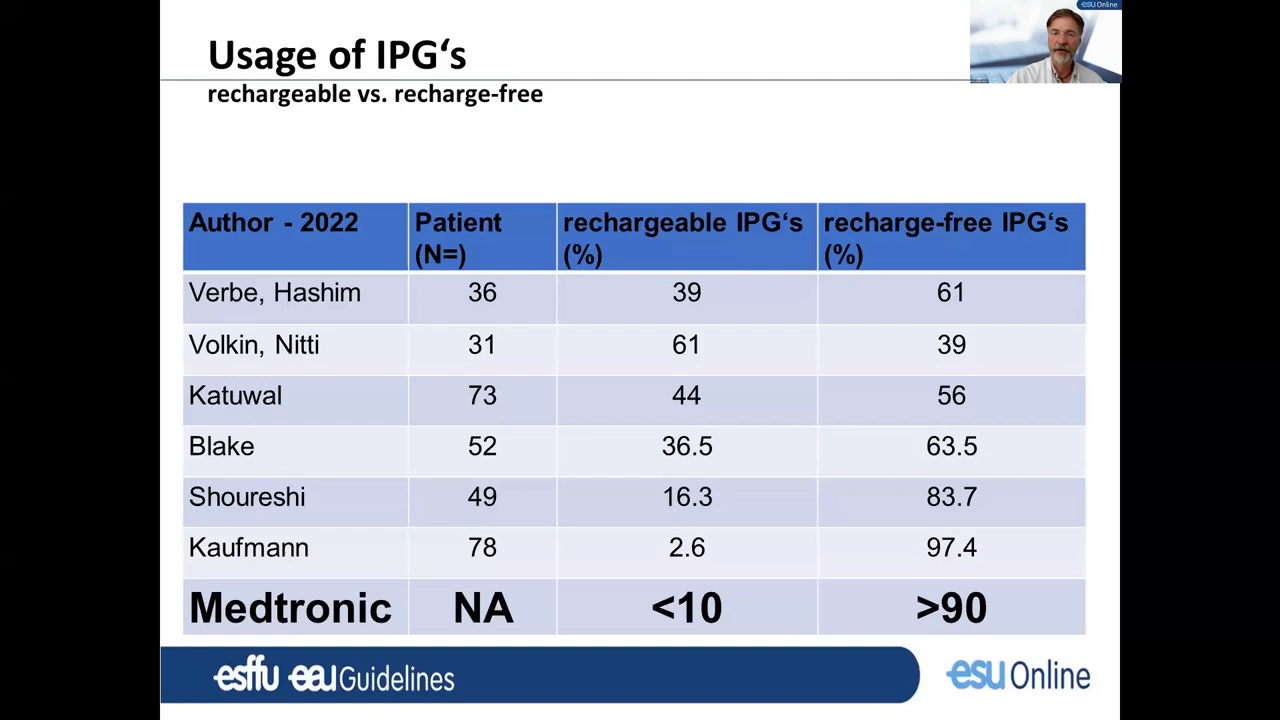 esu Online
Usage of IPG‘s
rechargeable vs. recharge-free
Author - 2022 Patient (N=) rechargeable IPG‘s (%) recharge-free IPG‘s (%)
Verbe, Hashim 36 39 61
Volkin, Nitti 31 61 39
Katuwal 73 44 56
Blake 52 36.5 63.5
Shoureshi 49 16.3 83.7
Kaufmann 78 2.6 97.4
Medtronic NA <10 >90
esffu eau Guidelines esu Online